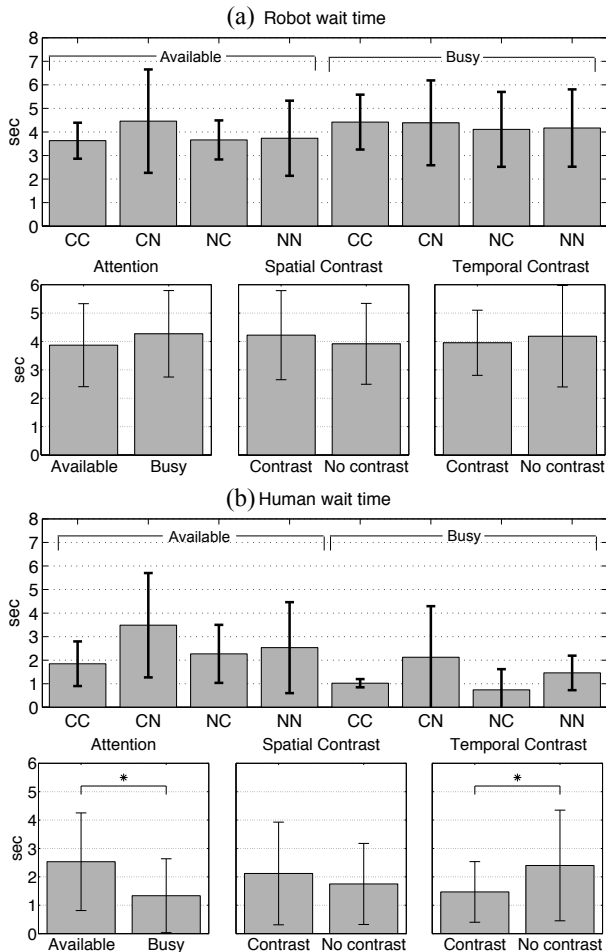 (a) Robot wait time
8
7
6
5
4
3
2
1
0
sec
Available
Busy
CC CN NC NN CC CN NC NN
Attention Spatial Contrast Temporal Contrast
6
5
4
3
2
1
0
sec
Available Busy Contrast No contrast Contrast No contrast
(b) Human wait time
8
7
6
5
4
3
2
1
0
sec
Available
Busy
CC CN NC NN CC CN NC NN
Attention Spatial Contrast Temporal Contrast
6
5
4
3
2
1
0
sec
* *
Available Busy Contrast No contrast Contrast No contrast